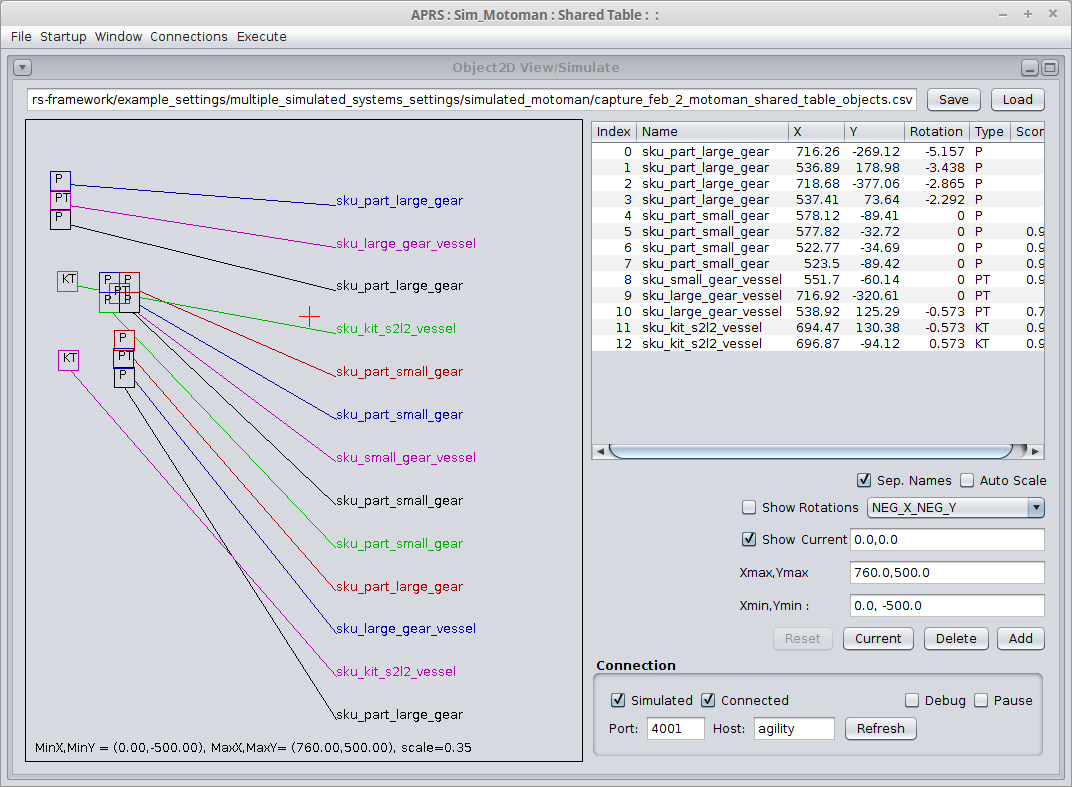 APRS : Sim_Motoman : Shared Table : :
File Startup Window Connections Execute
Object2D View/Simulate
rs-framework/example_settings/multiple_simulated_systems_settings/simulated_motoman/capture_feb_2_motoman_shared_table_objects.csv Save Load
P
PT
P
KT
P P
PT
P P
P
PT
P
KT
sku_part_large_gear
sku_large_gear_vessel
sku_part_large_gear
sku_kit_s2l2_vessel
sku_part_small_gear
sku_part_small_gear
sku_small_gear_vessel
sku_part_small_gear
sku_part_small_gear
sku_part_large_gear
sku_large_gear_vessel
sku_kit_s2l2_vessel
sku_part_large_gear
MinX,MinY = (0.00,-500.00), MaxX,MaxY= (760.00,500.00), scale=0.35
Index Name X Y Rotation Type Scor
0 sku_part_large_gear 716.26 -269.12 -5.157 P
1 sku_part_large_gear 536.89 178.98 -3.438 P
2 sku_part_large_gear 718.68 -377.06 -2.865 P
3 sku_part_large_gear 537.41 73.64 -2.292 P
4 sku_part_small_gear 578.12 -89.41 0 P
5 sku_part_small_gear 577.82 -32.72 0 P 0.9
6 sku_part_small_gear 522.77 -34.69 0 P 0.9
7 sku_part_small_gear 523.5 -89.42 0 P 0.9
8 sku_small_gear_vessel 551.7 -60.14 0 PT 0.9
9 sku_large_gear_vessel 716.92 -320.61 0 PT
10 sku_large_gear_vessel 538.92 125.29 -0.573 PT 0.7
11 sku_kit_s2l2_vessel 694.47 130.38 -0.573 KT 0.9
12 sku_kit_s2l2_vessel 696.87 -94.12 0.573 KT 0.9
Sep. Names Auto Scale
Show Rotations NEG_X_NEG_Y
Show Current 0.0,0.0
Xmax,Ymax 760.0,500.0
Xmin,Ymin : 0.0, -500.0
Reset Current Delete Add
Connection
Simulated Connected Debug Pause
Port: 4001 Host: agility Refresh